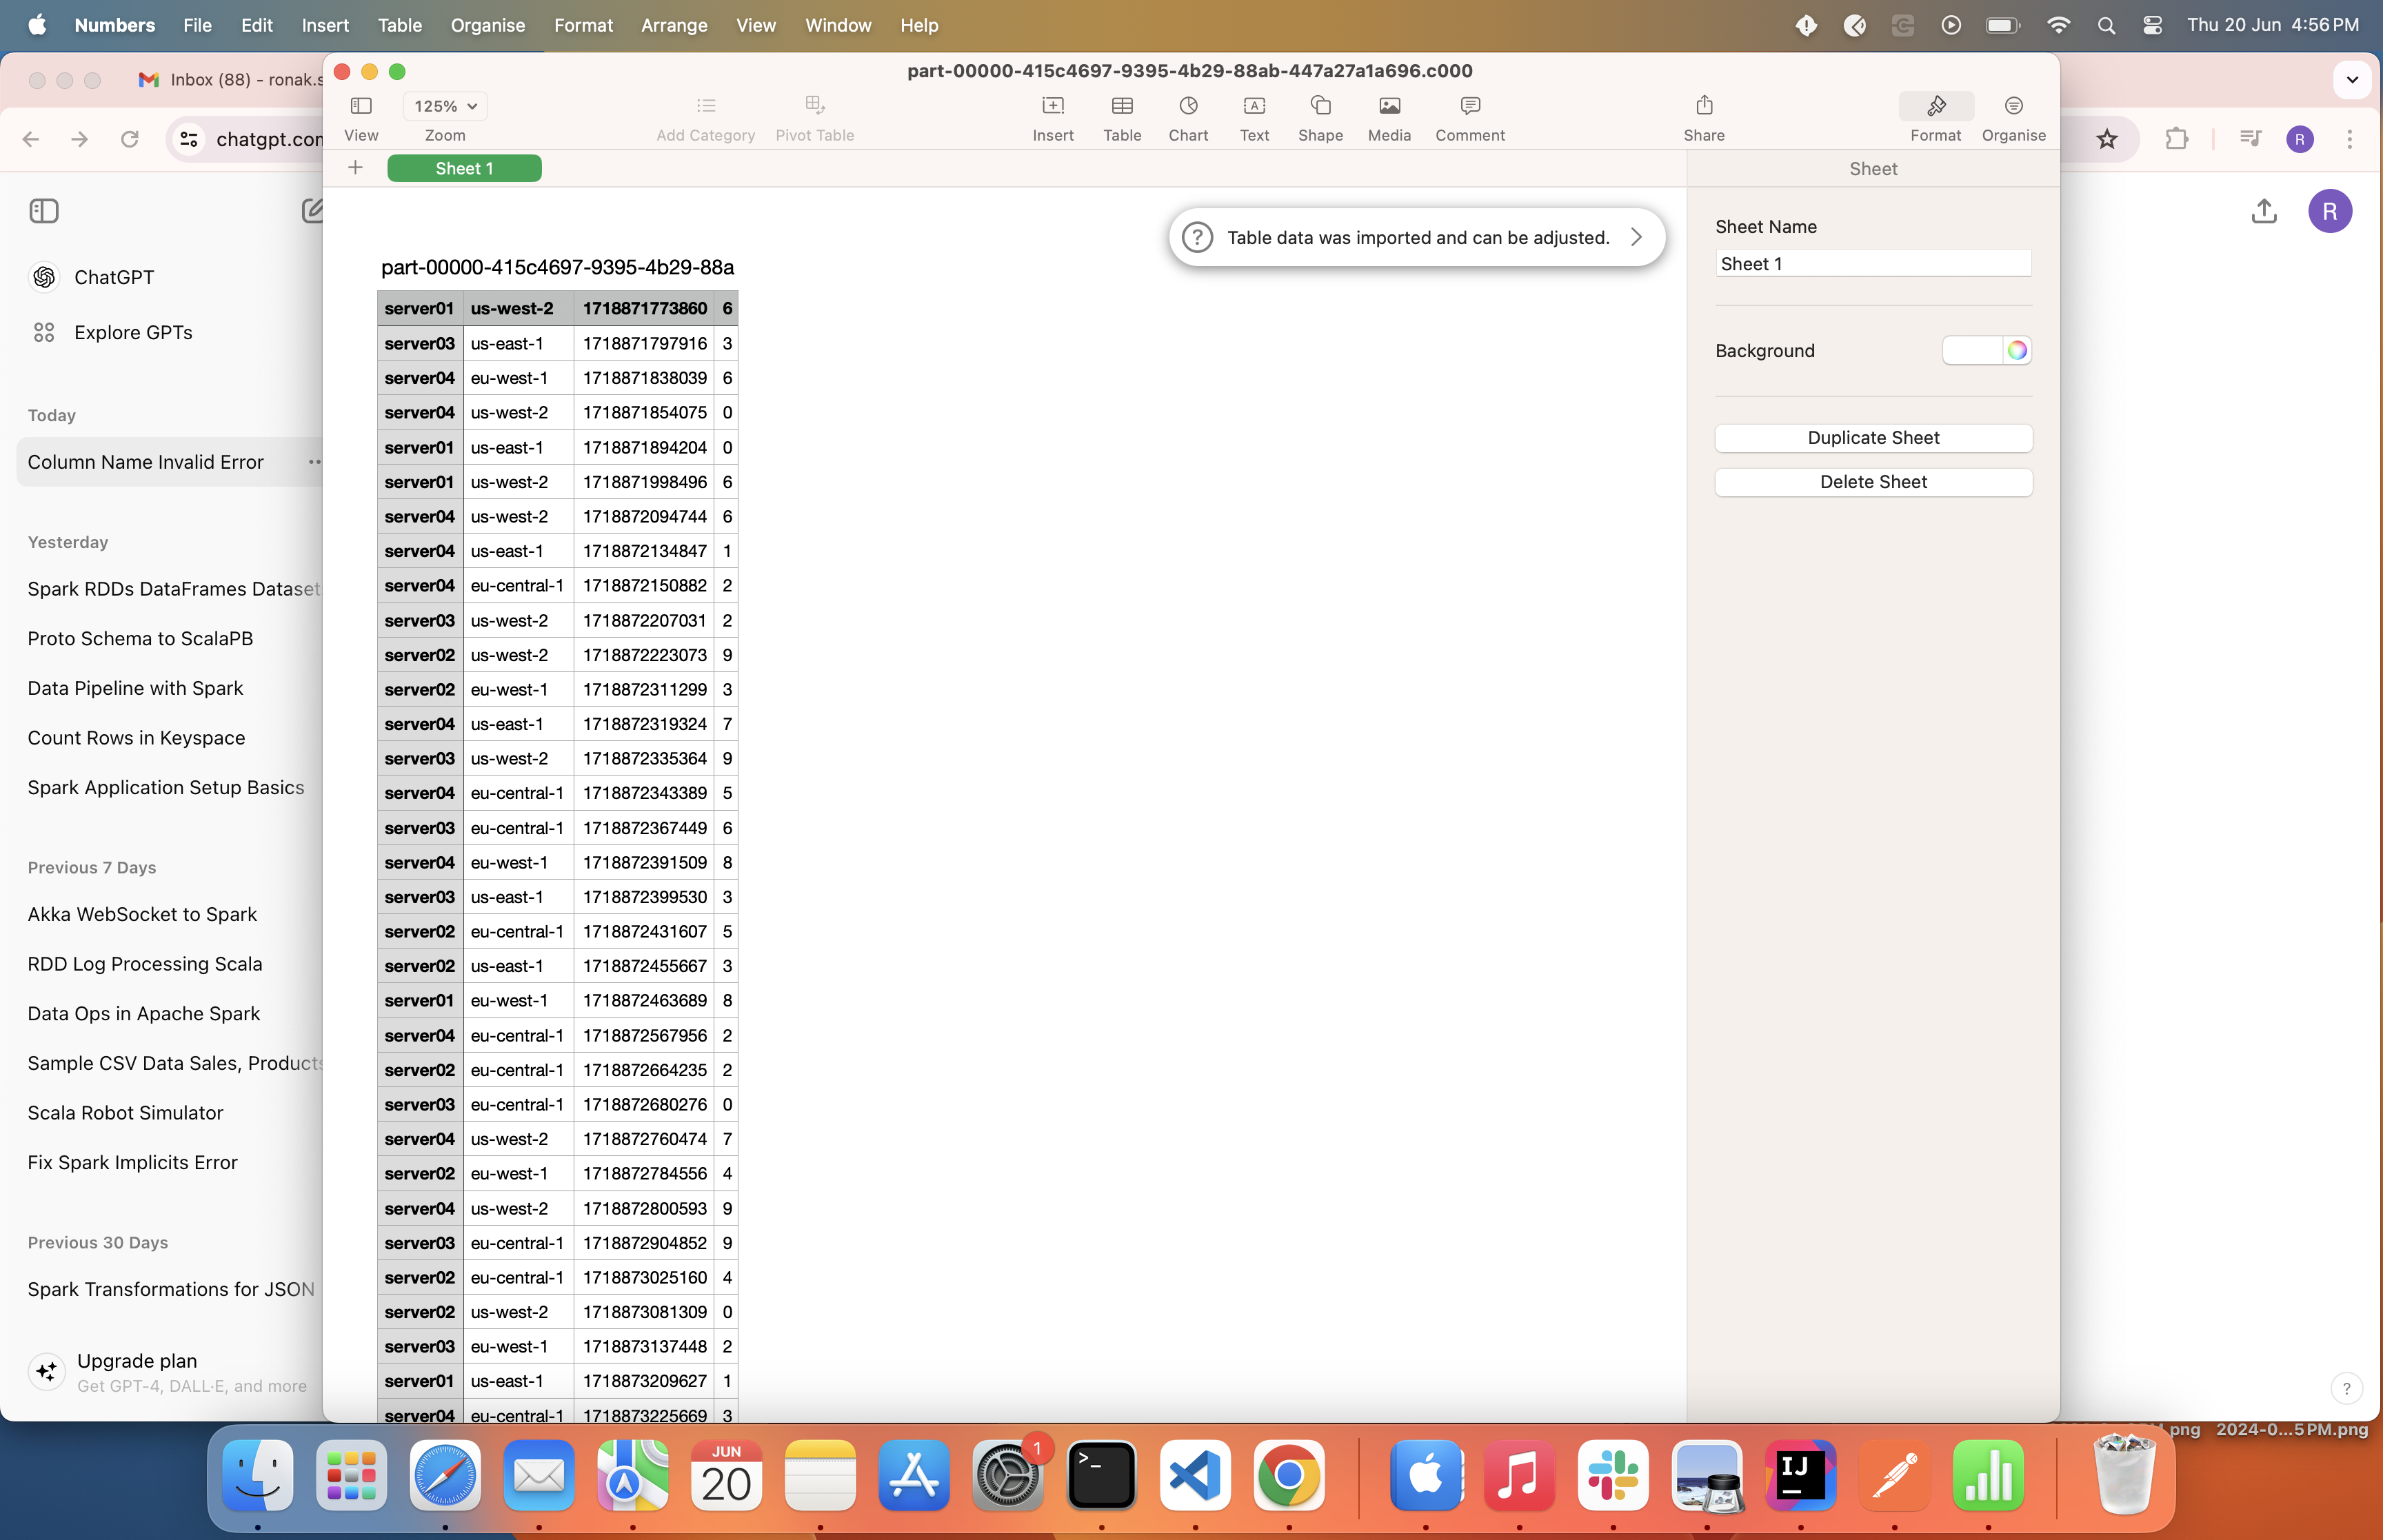 Numbers File Edit Insert Table Organise Format Arrange View Window Help
Thu 20 Jun 4:56 PM
Inbox (88) - ronak.s
part-00000-415c4697-9395-4b29-88ab-447a27a1a696.c000
chatgpt.com
125%
View Zoom Add Category Pivot Table Insert Table Chart Text Shape Media Comment Share Format Organise
R
Sheet 1
Sheet
R
ChatGPT
Explore GPTs
Today
Column Name Invalid Error
Yesterday
Spark RDDs DataFrames Dataset
Proto Schema to ScalaPB
Data Pipeline with Spark
Count Rows in Keyspace
Spark Application Setup Basics
Previous 7 Days
Akka WebSocket to Spark
RDD Log Processing Scala
Data Ops in Apache Spark
Sample CSV Data Sales, Products
Scala Robot Simulator
Fix Spark Implicits Error
Previous 30 Days
Spark Transformations for JSON
Upgrade plan
Get GPT-4, DALL·E, and more
Table data was imported and can be adjusted.
part-00000-415c4697-9395-4b29-88a
server01 us-west-2 1718871773860 6
server03 us-east-1 1718871797916 3
server04 eu-west-1 1718871838039 6
server04 us-west-2 1718871854075 0
server01 us-east-1 1718871894204 0
server01 us-west-2 1718871998496 6
server04 us-west-2 1718872094744 6
server04 us-east-1 1718872134847 1
server04 eu-central-1 1718872150882 2
server03 us-west-2 1718872207031 2
server02 us-west-2 1718872223073 9
server02 eu-west-1 1718872311299 3
server04 us-east-1 1718872319324 7
server03 us-west-2 1718872335364 9
server04 eu-central-1 1718872343389 5
server03 eu-central-1 1718872367449 6
server04 eu-west-1 1718872391509 8
server03 us-east-1 1718872399530 3
server02 eu-central-1 1718872431607 5
server02 us-east-1 1718872455667 3
server01 eu-west-1 1718872463689 8
server04 eu-central-1 1718872567956 2
server02 eu-central-1 1718872664235 2
server03 eu-central-1 1718872680276 0
server04 us-west-2 1718872760474 7
server02 eu-west-1 1718872784556 4
server04 us-west-2 1718872800593 9
server03 eu-central-1 1718872904852 9
server02 eu-central-1 1718873025160 4
server02 us-west-2 1718873081309 0
server03 eu-west-1 1718873137448 2
server01 us-east-1 1718873209627 1
server04 eu-central-1 1718873225669 3
Sheet Name
Sheet 1
Background
Duplicate Sheet
Delete Sheet
?
png 2024-0...5 PM.png
JUN
20
1
IJ